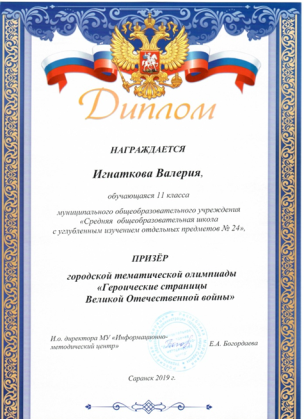 Диплом
НАГРАЖДАЕТСЯ
Игнаткова Валерия,
обучающаяся 11 класса
муниципального общеобразовательного учреждения
«Средняя общеобразовательная школа
с углубленным изучением отдельных предметов № 24»,
ПРИЗЁР
городской тематической олимпиады
«Героические страницы
Великой Отечественной войны»
И.о. директора МУ «Информационно-
методический центр»
Е.А. Богордаева
Саранск 2019 г.